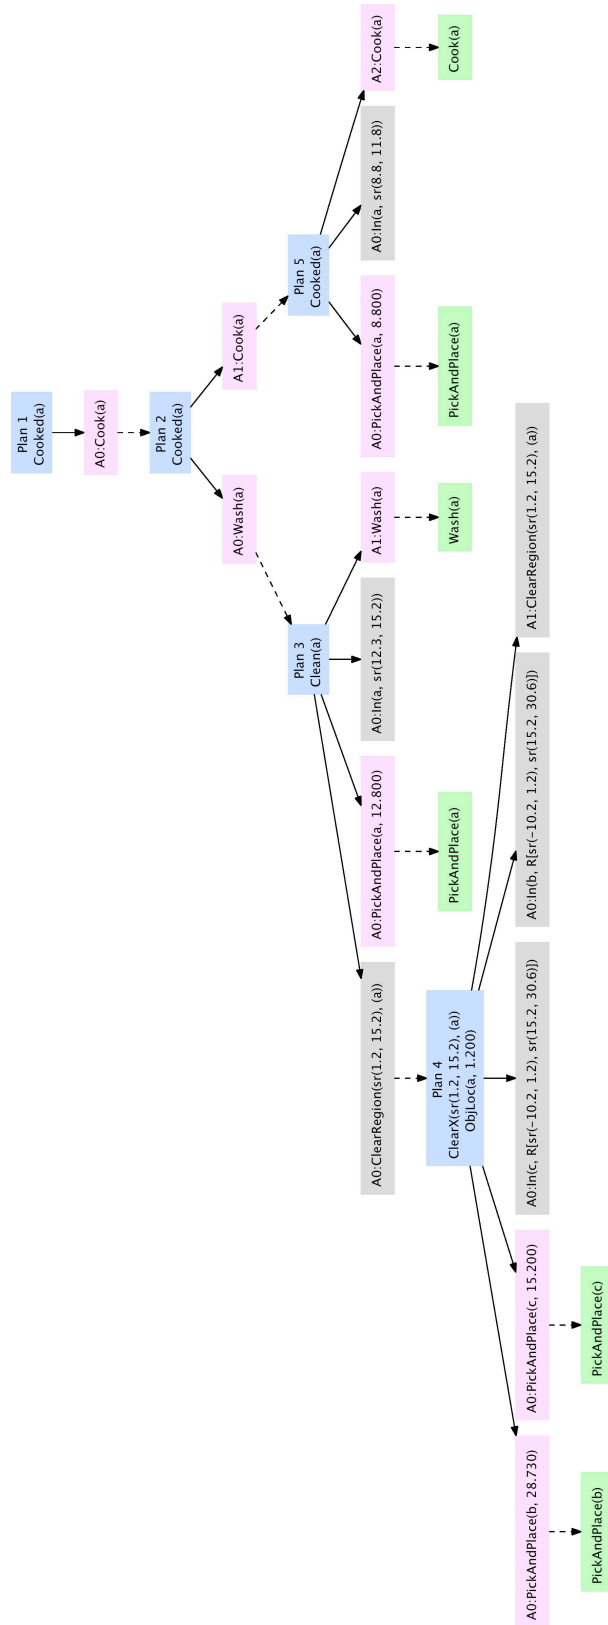 Plan 1
Cooked(a)
A0:Cook(a)
Plan 2
Cooked(a)
A0:Wash(a)
A1:Cook(a)
Plan 3
Clean(a)
Plan 5
Cooked(a)
A0:ClearRegion(sr(1.2, 15.2), (a))
A0:PickAndPlace(a, 12.800)
A0:In(a, sr(12.3, 15.2))
A1:Wash(a)
A0:PickAndPlace(a, 8.800)
A0:In(a, sr(8.8, 11.8))
A2:Cook(a)
Plan 4
ClearX(sr(1.2, 15.2), (a))
ObjLoc(a, 1.200)
PickAndPlace(a)
Wash(a)
PickAndPlace(a)
Cook(a)
A0:PickAndPlace(b, 28.730)
A0:PickAndPlace(c, 15.200)
A0:In(c, R[sr(−10.2, 1.2), sr(15.2, 30.6)])
A0:In(b, R[sr(−10.2, 1.2), sr(15.2, 30.6)])
A1:ClearRegion(sr(1.2, 15.2), (a))
PickAndPlace(b)
PickAndPlace(c)